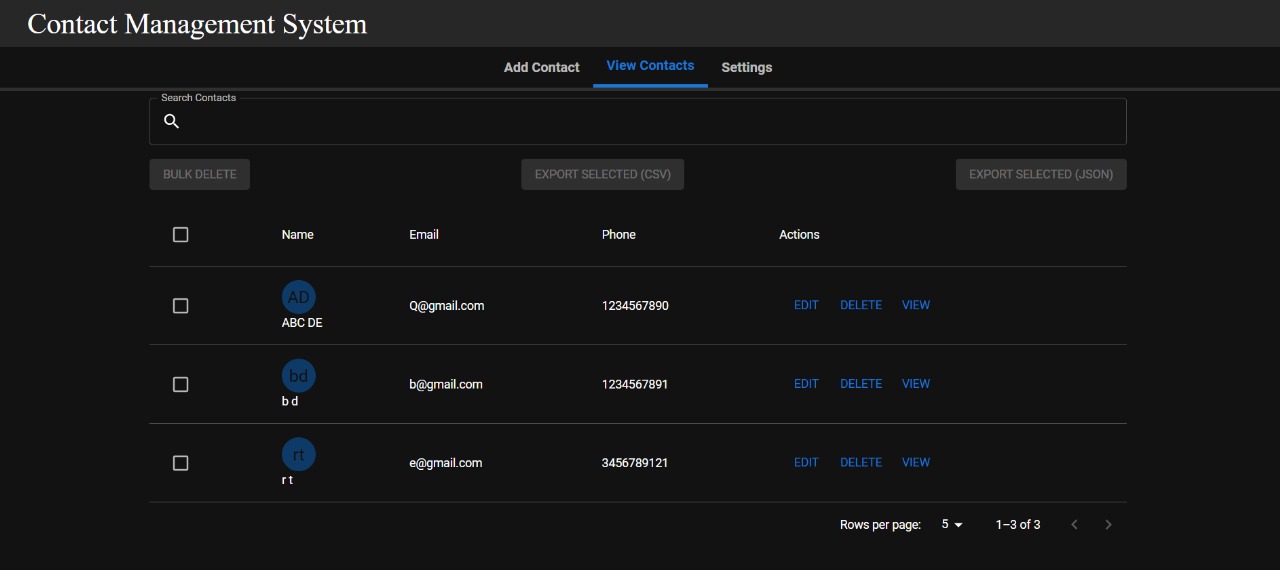 Contact Management System
Add Contact View Contacts Settings
Search Contacts
BULK DELETE EXPORT SELECTED (CSV) EXPORT SELECTED (JSON)
Name Email Phone Actions
AD
ABC DE Q@gmail.com 1234567890 EDIT DELETE VIEW
bd
b d b@gmail.com 1234567891 EDIT DELETE VIEW
rt
r t e@gmail.com 3456789121 EDIT DELETE VIEW
Rows per page: 5 1–3 of 3